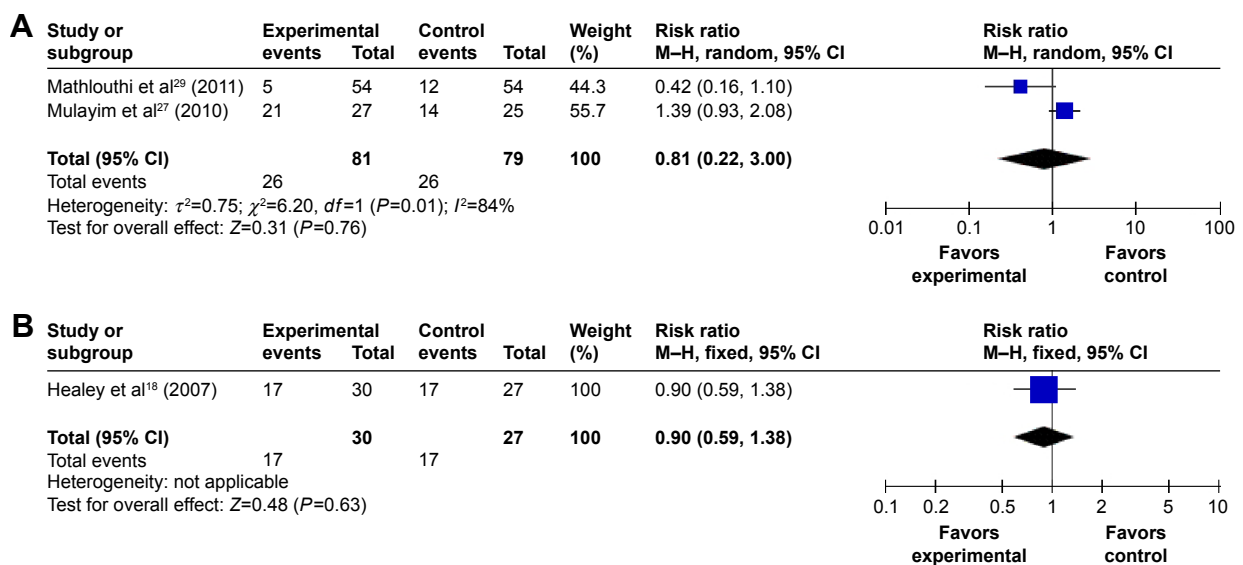 A Study or Experimental Control Weight Risk ratio Risk ratio
subgroup events Total events Total (%) M–H, random, 95% CI M–H, random, 95% CI
Mathlouthi et al²⁹ (2011) 5 54 12 54 44.3 0.42 (0.16, 1.10)
Mulayim et al²⁷ (2010) 21 27 14 25 55.7 1.39 (0.93, 2.08)
Total (95% CI) 81 79 100 0.81 (0.22, 3.00)
Total events 26 26
Heterogeneity: τ²=0.75; χ²=6.20, df=1 (P=0.01); I²=84%
Test for overall effect: Z=0.31 (P=0.76)
0.01 0.1 1 10 100
Favors Favors
experimental control
B Study or Experimental Control Weight Risk ratio Risk ratio
subgroup events Total events Total (%) M–H, fixed, 95% CI M–H, fixed, 95% CI
Healey et al¹⁸ (2007) 17 30 17 27 100 0.90 (0.59, 1.38)
Total (95% CI) 30 27 100 0.90 (0.59, 1.38)
Total events 17 17
Heterogeneity: not applicable
Test for overall effect: Z=0.48 (P=0.63)
0.1 0.2 0.5 1 2 5 10
Favors Favors
experimental control